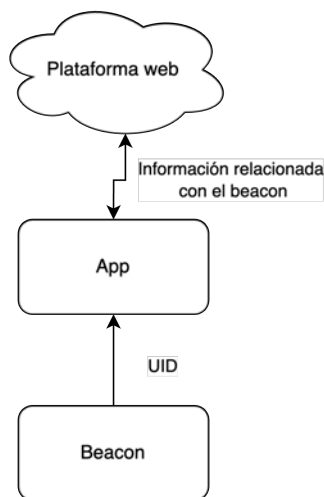 Plataforma web
Información relacionada
con el beacon
App
UID
Beacon